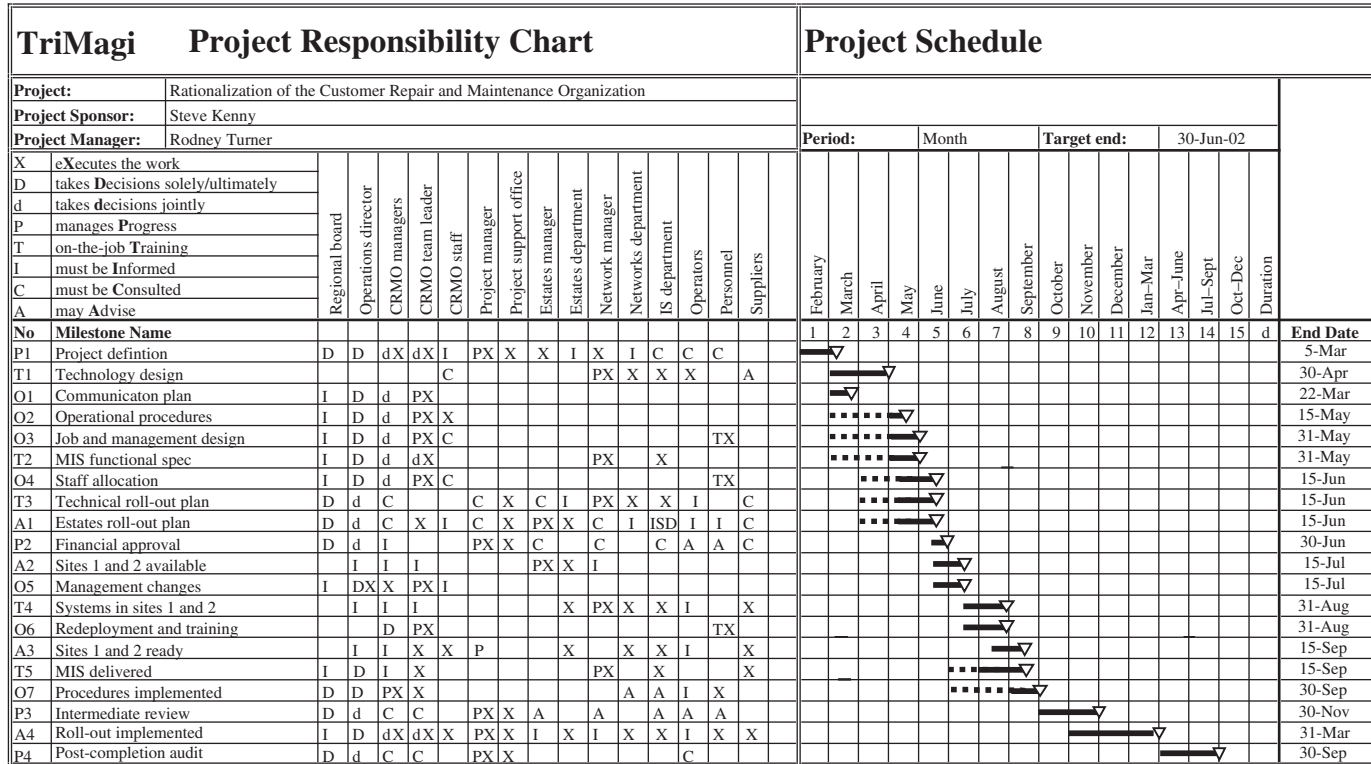 TriMagi Project Responsibility Chart Project Schedule
Project: Rationalization of the Customer Repair and Maintenance Organization
Project Sponsor: Steve Kenny
Project Manager: Rodney Turner Period: Month Target end: 30-Jun-02
X eXecutes the work
D takes Decisions solely/ultimately
d takes decisions jointly
P manages Progress
T on-the-job Training
I must be Informed
C must be Consulted
A may Advise
Regional board
Operations director
CRMO managers
CRMO team leader
CRMO staff
Project manager
Project support office
Estates manager
Estates department
Network manager
Networks department
IS department
Operators
Personnel
Suppliers
February
March
April
May
June
July
August
September
October
November
December
Jan–Mar
Apr–June
Jul–Sept
Oct–Dec
Duration
No Milestone Name 1 2 3 4 5 6 7 8 9 10 11 12 13 14 15 d End Date
P1 Project defintion D D dX dX I PX X X I X I C C C 5-Mar
T1 Technology design C PX X X X A 30-Apr
O1 Communicaton plan I D d PX 22-Mar
O2 Operational procedures I D d PX X 15-May
O3 Job and management design I D d PX C TX 31-May
T2 MIS functional spec I D d dX PX X 31-May
O4 Staff allocation I D d PX C TX 15-Jun
T3 Technical roll-out plan D d C C X C I PX X X I C 15-Jun
A1 Estates roll-out plan D d C X I C X PX X C I ISD I I C 15-Jun
P2 Financial approval D d I PX X C C C A A C 30-Jun
A2 Sites 1 and 2 available I I I PX X I 15-Jul
O5 Management changes I DX X PX I 15-Jul
T4 Systems in sites 1 and 2 I I I X PX X X I X 31-Aug
O6 Redeployment and training D PX TX 31-Aug
A3 Sites 1 and 2 ready I I X X P X X X I X 15-Sep
T5 MIS delivered I D I X PX X X 15-Sep
O7 Procedures implemented D D PX X A A I X 30-Sep
P3 Intermediate review D d C C PX X A A A A A 30-Nov
A4 Roll-out implemented I D dX dX X PX X I X I X X I X X 31-Mar
P4 Post-completion audit D d C C PX X C 30-Sep